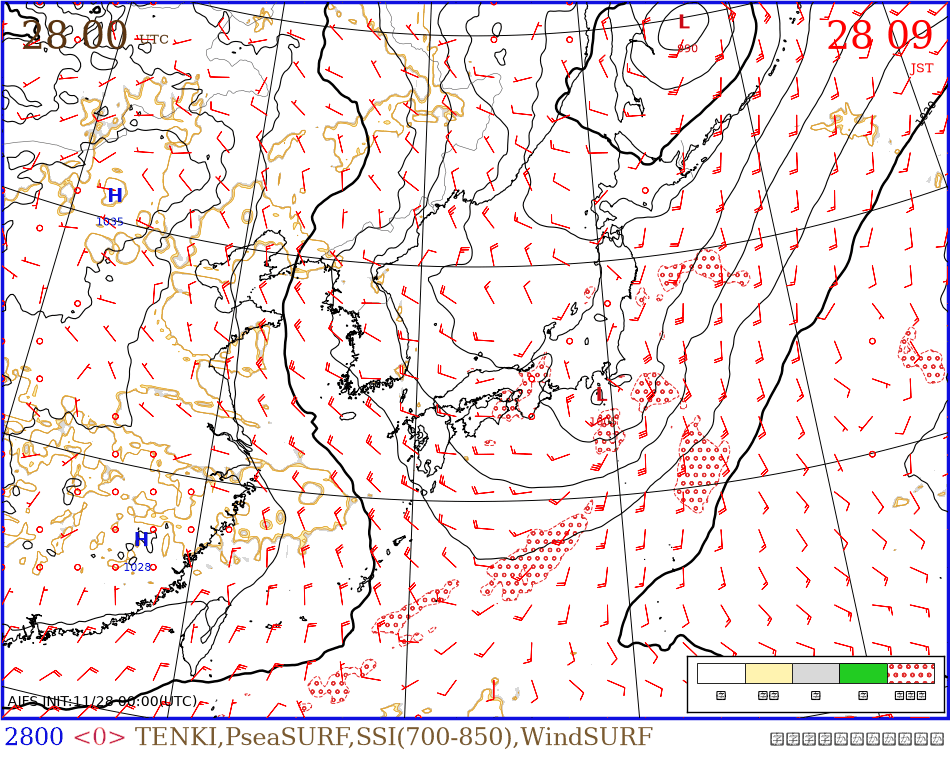 28 00 UTC
28 09
JST
L
990
1020
H
1035
L
H
1028
AIFS INIT:11/28 00:00(UTC)
2800 <0> TENKI,PseaSURF,SSI(700-850),WindSURF